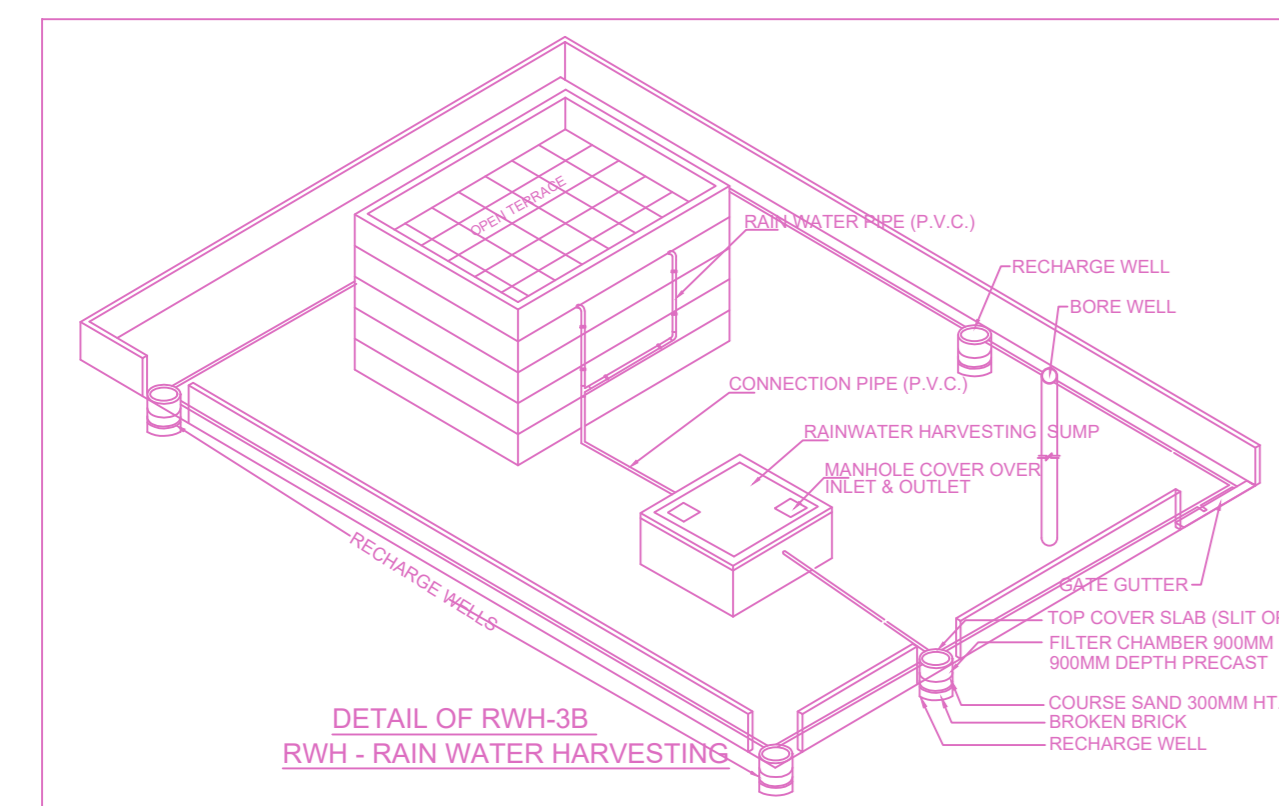 OPEN TERRACE
RAIN WATER PIPE (P.V.C.)
RECHARGE WELL
BORE WELL
CONNECTION PIPE (P.V.C.)
RAINWATER HARVESTING SUMP
MANHOLE COVER OVER
INLET & OUTLET
RECHARGE WELLS
GATE GUTTER
TOP COVER SLAB (SLIT
FILTER CHAMBER 900MM
900MM DEPTH PRECAST
COURSE SAND 300MM HT.
BROKEN BRICK
RECHARGE WELL
DETAIL OF RWH-3B
RWH - RAIN WATER HARVESTING